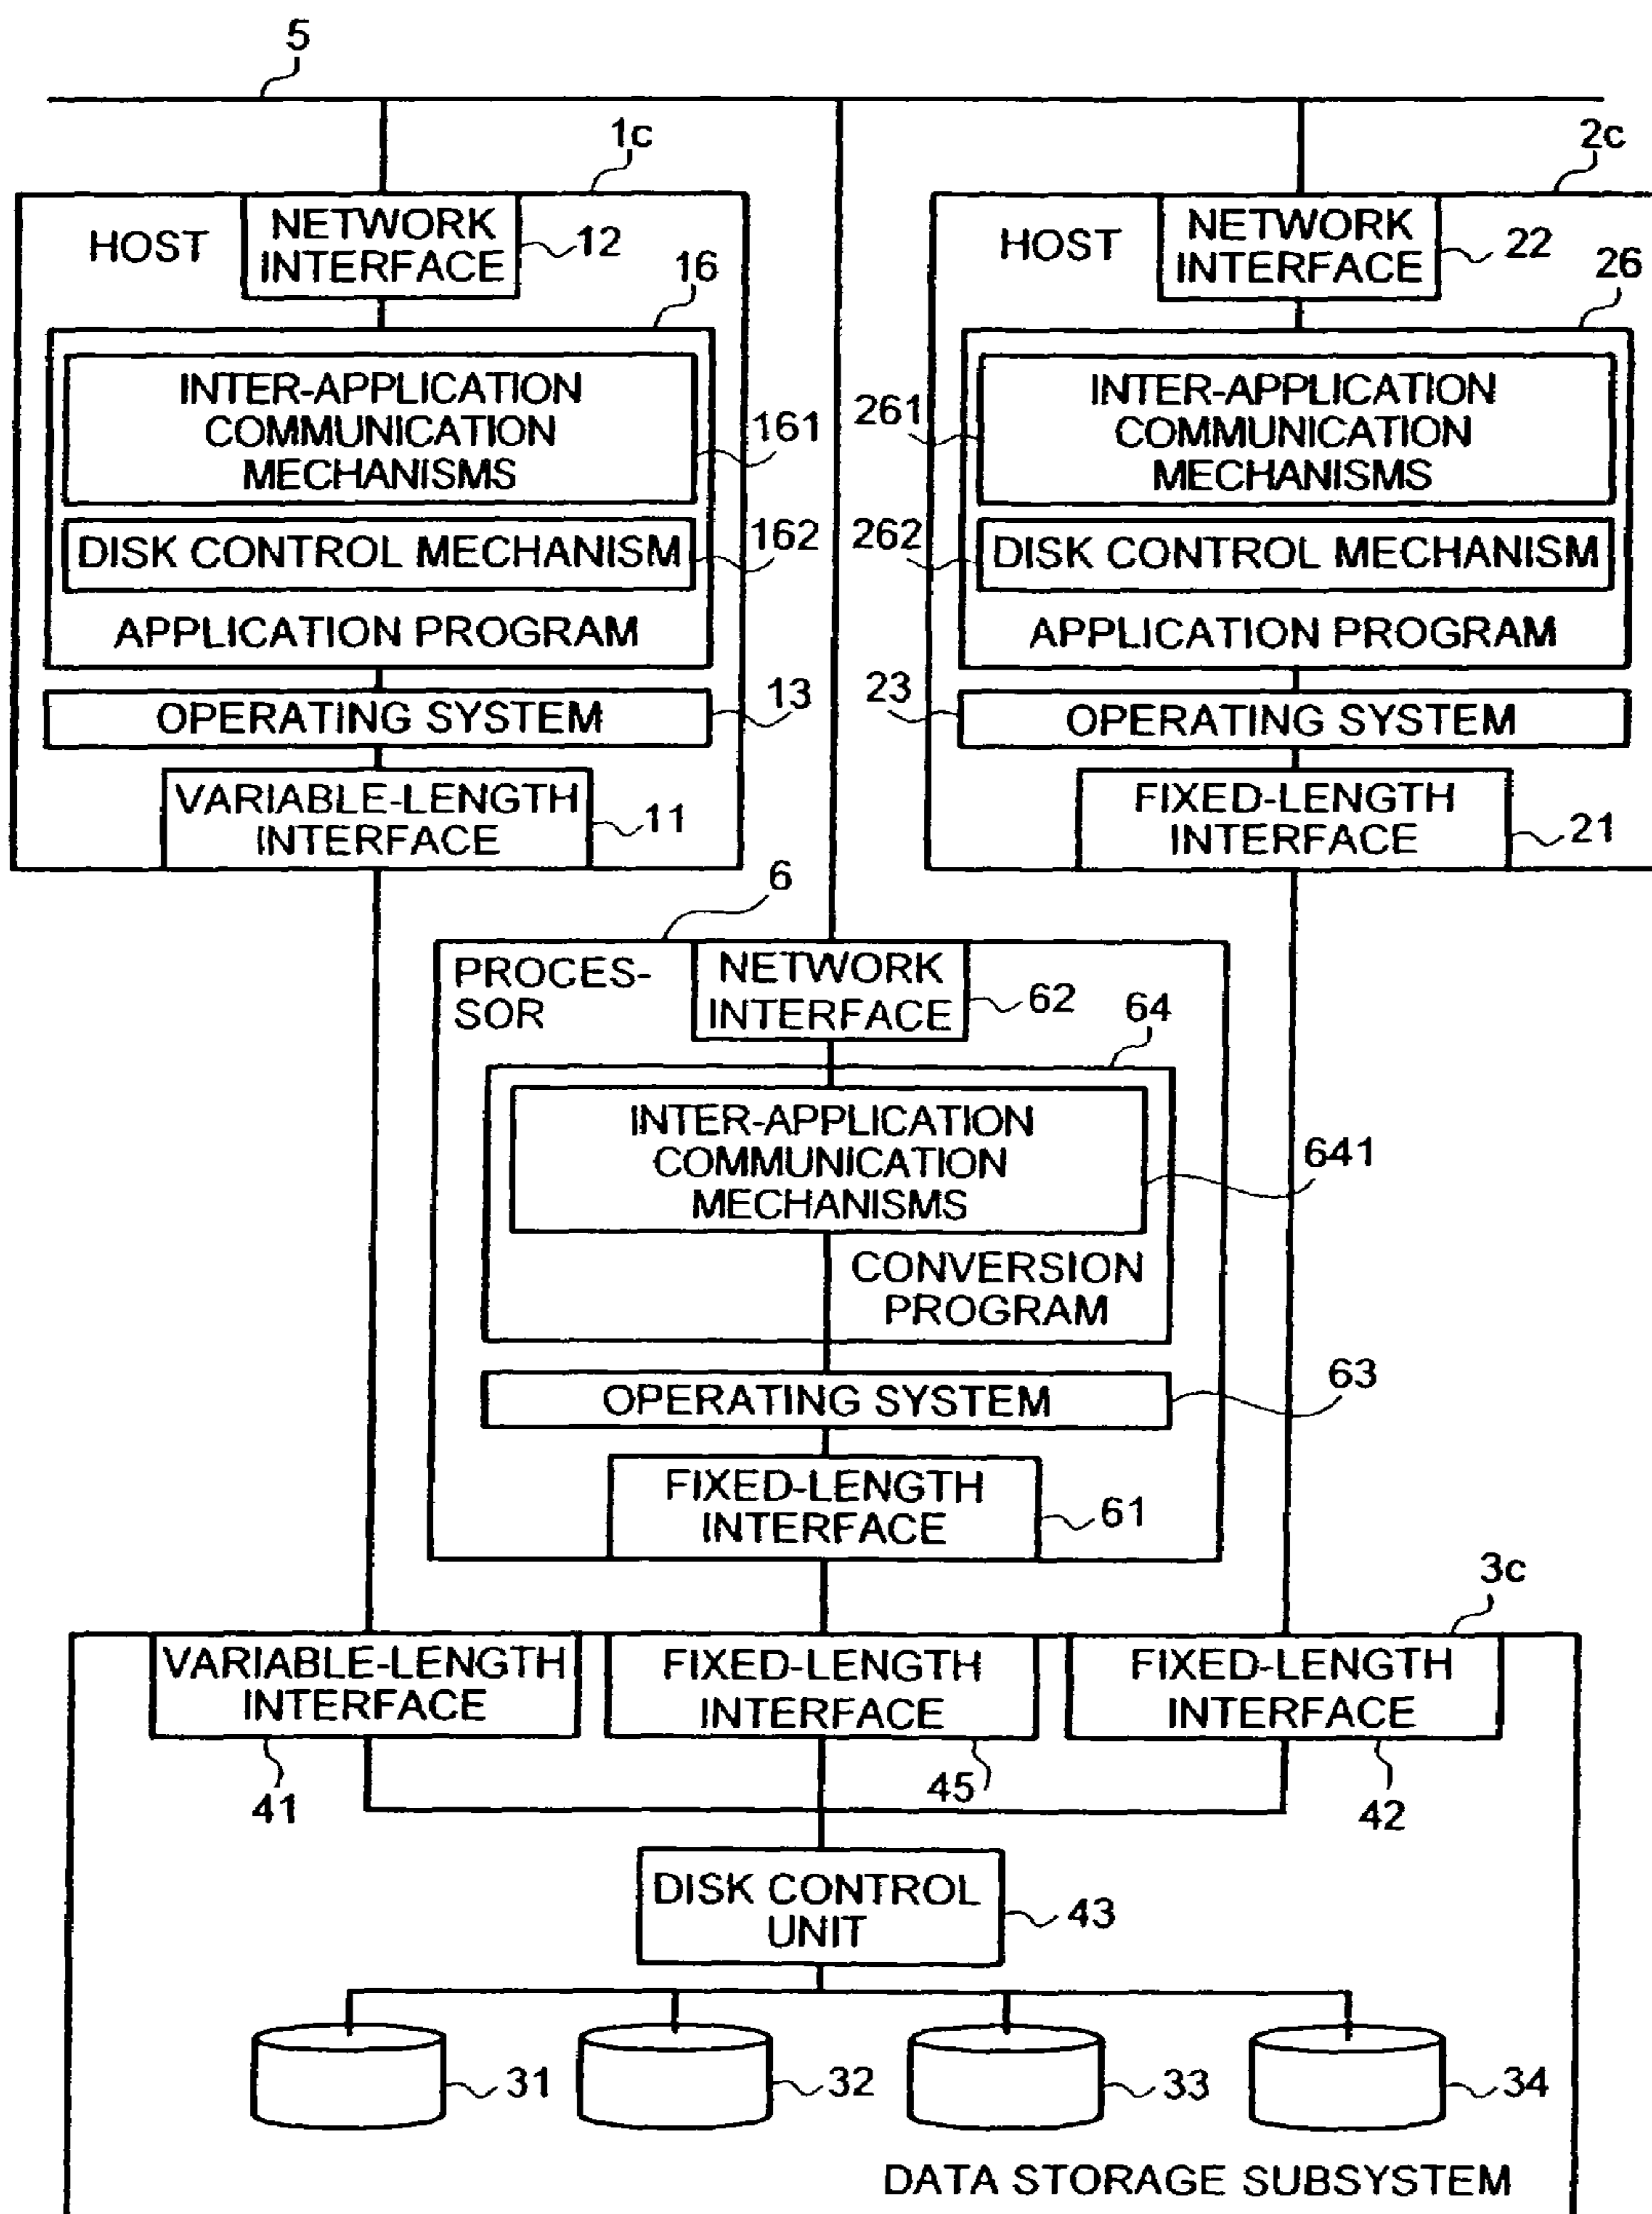 5
1c
2c
HOST
NETWORK
INTERFACE
12
16
INTER-APPLICATION
COMMUNICATION
MECHANISMS
161
DISK CONTROL MECHANISM
162
APPLICATION PROGRAM
OPERATING SYSTEM
13
VARIABLE-LENGTH
INTERFACE
11
HOST
NETWORK
INTERFACE
22
26
INTER-APPLICATION
COMMUNICATION
MECHANISMS
261
DISK CONTROL MECHANISM
262
APPLICATION PROGRAM
23
OPERATING SYSTEM
FIXED-LENGTH
INTERFACE
21
6
PROCES-
SOR
NETWORK
INTERFACE
62
64
INTER-APPLICATION
COMMUNICATION
MECHANISMS
641
CONVERSION
PROGRAM
OPERATING SYSTEM
63
FIXED-LENGTH
INTERFACE
61
3c
VARIABLE-LENGTH
INTERFACE
41
FIXED-LENGTH
INTERFACE
45
FIXED-LENGTH
INTERFACE
42
DISK CONTROL
UNIT
43
31
32
33
34
DATA STORAGE SUBSYSTEM